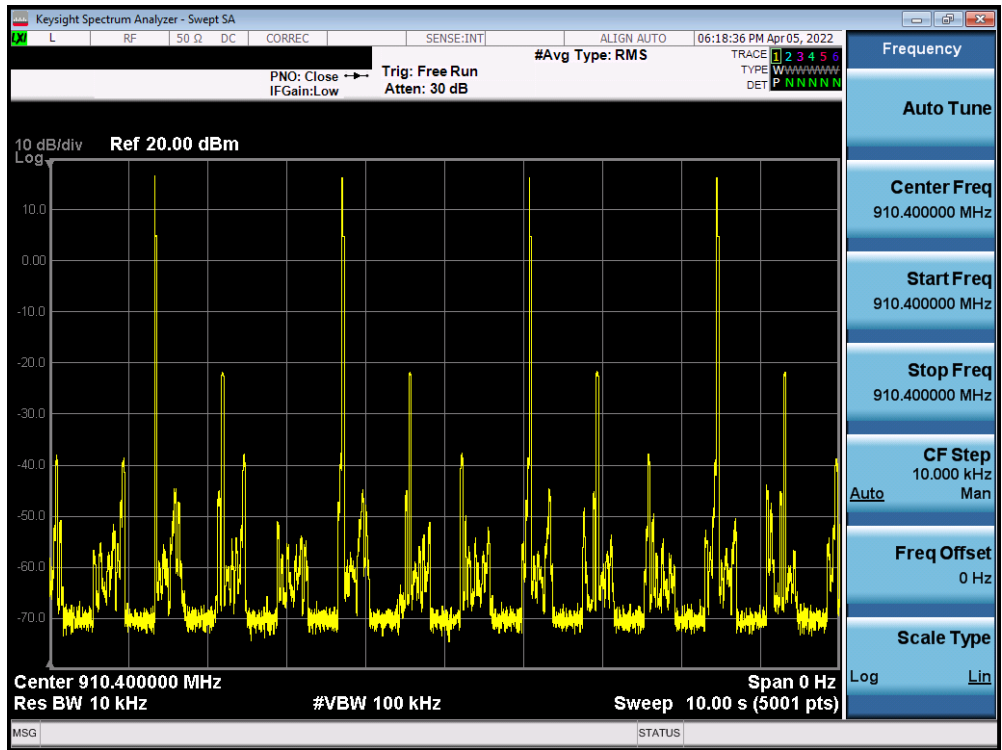 Keysight Spectrum Analyzer - Swept SA
LXI L RF 50 Ω DC CORREC SENSE:INT ALIGN AUTO 06:18:36 PM Apr 05, 2022
#Avg Type: RMS
TRACE 1 2 3 4 5 6
PNO: Close Trig: Free Run
TYPE WWWWWW
IFGain:Low Atten: 30 dB
DET P N N N N N
10 dB/div Ref 20.00 dBm
Log
10.0
0.00
-10.0
-20.0
-30.0
-40.0
-50.0
-60.0
-70.0
Center 910.400000 MHz Span 0 Hz
Res BW 10 kHz #VBW 100 kHz Sweep 10.00 s (5001 pts)
MSG STATUS
Frequency
Auto Tune
Center Freq
910.400000 MHz
Start Freq
910.400000 MHz
Stop Freq
910.400000 MHz
CF Step
10.000 kHz
Auto Man
Freq Offset
0 Hz
Scale Type
Log Lin